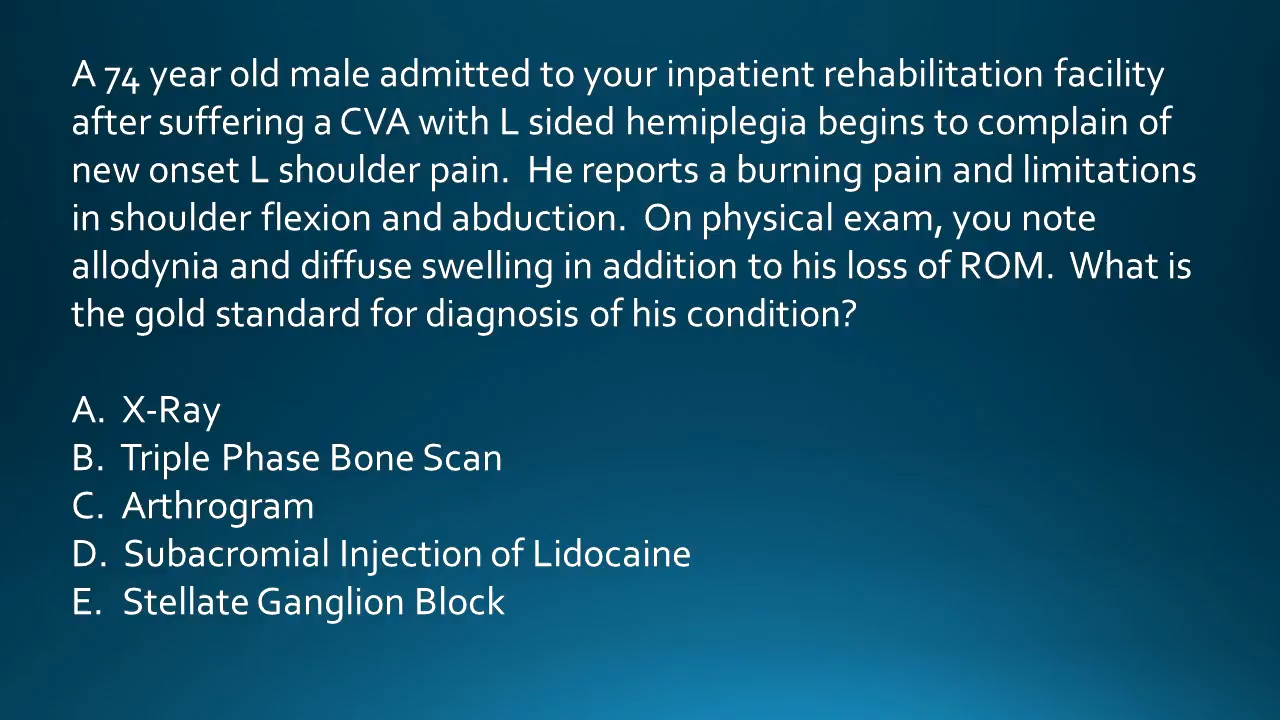 A 74 year old male admitted to your inpatient rehabilitation facility
after suffering a CVA with L sided hemiplegia begins to complain of
new onset L shoulder pain.  He reports a burning pain and limitations
in shoulder flexion and abduction.  On physical exam, you note
allodynia and diffuse swelling in addition to his loss of ROM.  What is
the gold standard for diagnosis of his condition?
A.  X-Ray
B.  Triple Phase Bone Scan
C.  Arthrogram
D.  Subacromial Injection of Lidocaine
E.  Stellate Ganglion Block